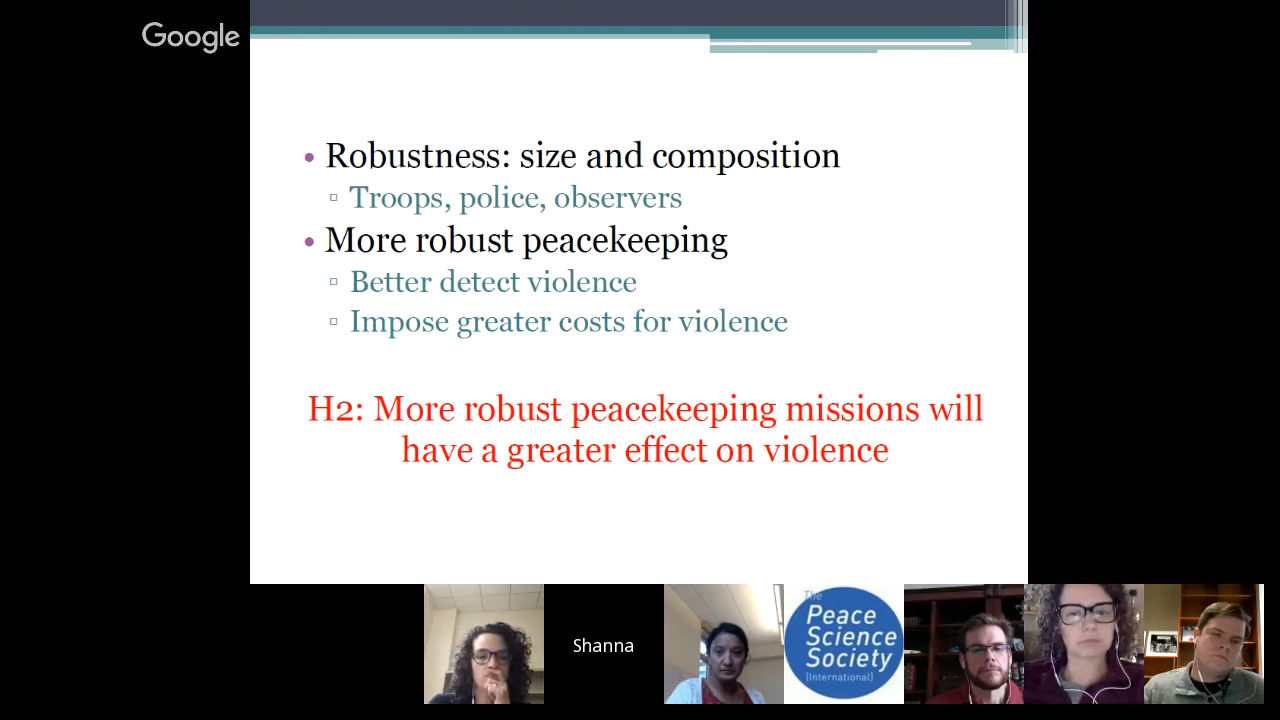 Google
• Robustness: size and composition
▫ Troops, police, observers
• More robust peacekeeping
▫ Better detect violence
▫ Impose greater costs for violence
H2: More robust peacekeeping missions will
have a greater effect on violence
Shanna
The
Peace
Science
Society
[International]